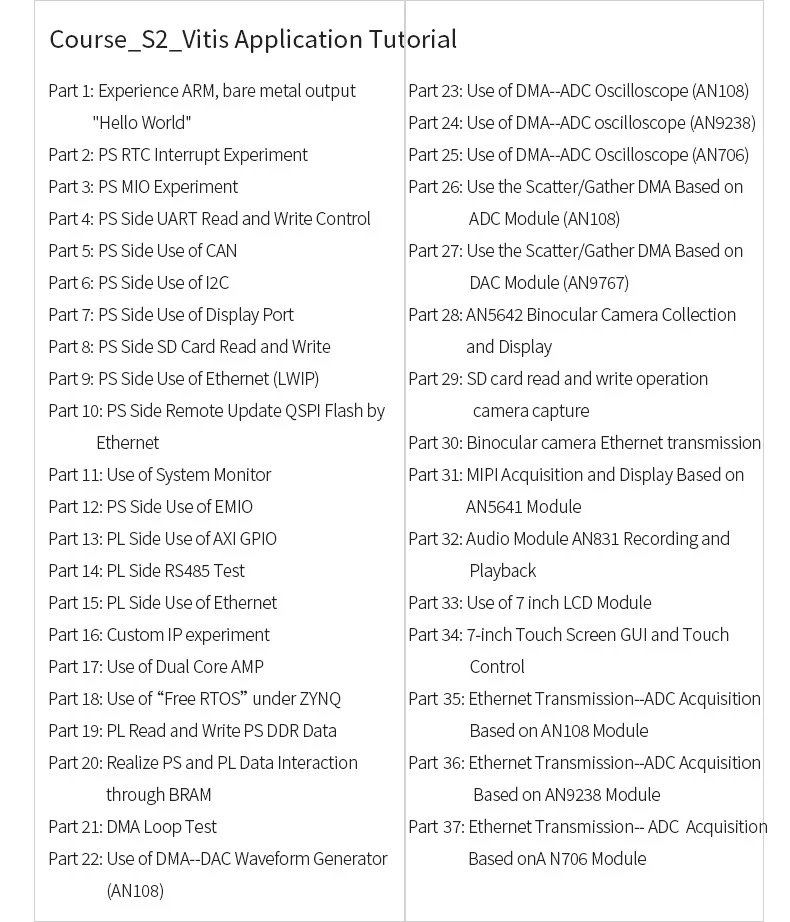 Course_S2_Vitis Application Tutorial
Part 1: Experience ARM, bare metal output
"Hello World"
Part 2: PS RTC Interrupt Experiment
Part 3: PS MIO Experiment
Part 4: PS Side UART Read and Write Control
Part 5: PS Side Use of CAN
Part 6: PS Side Use of I2C
Part 7: PS Side Use of Display Port
Part 8: PS Side SD Card Read and Write
Part 9: PS Side Use of Ethernet (LWIP)
Part 10: PS Side Remote Update QSPI Flash by
Ethernet
Part 11: Use of System Monitor
Part 12: PS Side Use of EMIO
Part 13: PL Side Use of AXI GPIO
Part 14: PL Side RS485 Test
Part 15: PL Side Use of Ethernet
Part 16: Custom IP experiment
Part 17: Use of Dual Core AMP
Part 18: Use of “Free RTOS” under ZYNQ
Part 19: PL Read and Write PS DDR Data
Part 20: Realize PS and PL Data Interaction
through BRAM
Part 21: DMA Loop Test
Part 22: Use of DMA--DAC Waveform Generator
(AN108)
Part 23: Use of DMA--ADC Oscilloscope (AN108)
Part 24: Use of DMA--ADC oscilloscope (AN9238)
Part 25: Use of DMA--ADC Oscilloscope (AN706)
Part 26: Use the Scatter/Gather DMA Based on
ADC Module (AN108)
Part 27: Use the Scatter/Gather DMA Based on
DAC Module (AN9767)
Part 28: AN5642 Binocular Camera Collection
and Display
Part 29: SD card read and write operation
camera capture
Part 30: Binocular camera Ethernet transmission
Part 31: MIPI Acquisition and Display Based on
AN5641 Module
Part 32: Audio Module AN831 Recording and
Playback
Part 33: Use of 7 inch LCD Module
Part 34: 7-inch Touch Screen GUI and Touch
Control
Part 35: Ethernet Transmission--ADC Acquisition
Based on AN108 Module
Part 36: Ethernet Transmission--ADC Acquisition
Based on AN9238 Module
Part 37: Ethernet Transmission-- ADC Acquisition
Based onA N706 Module